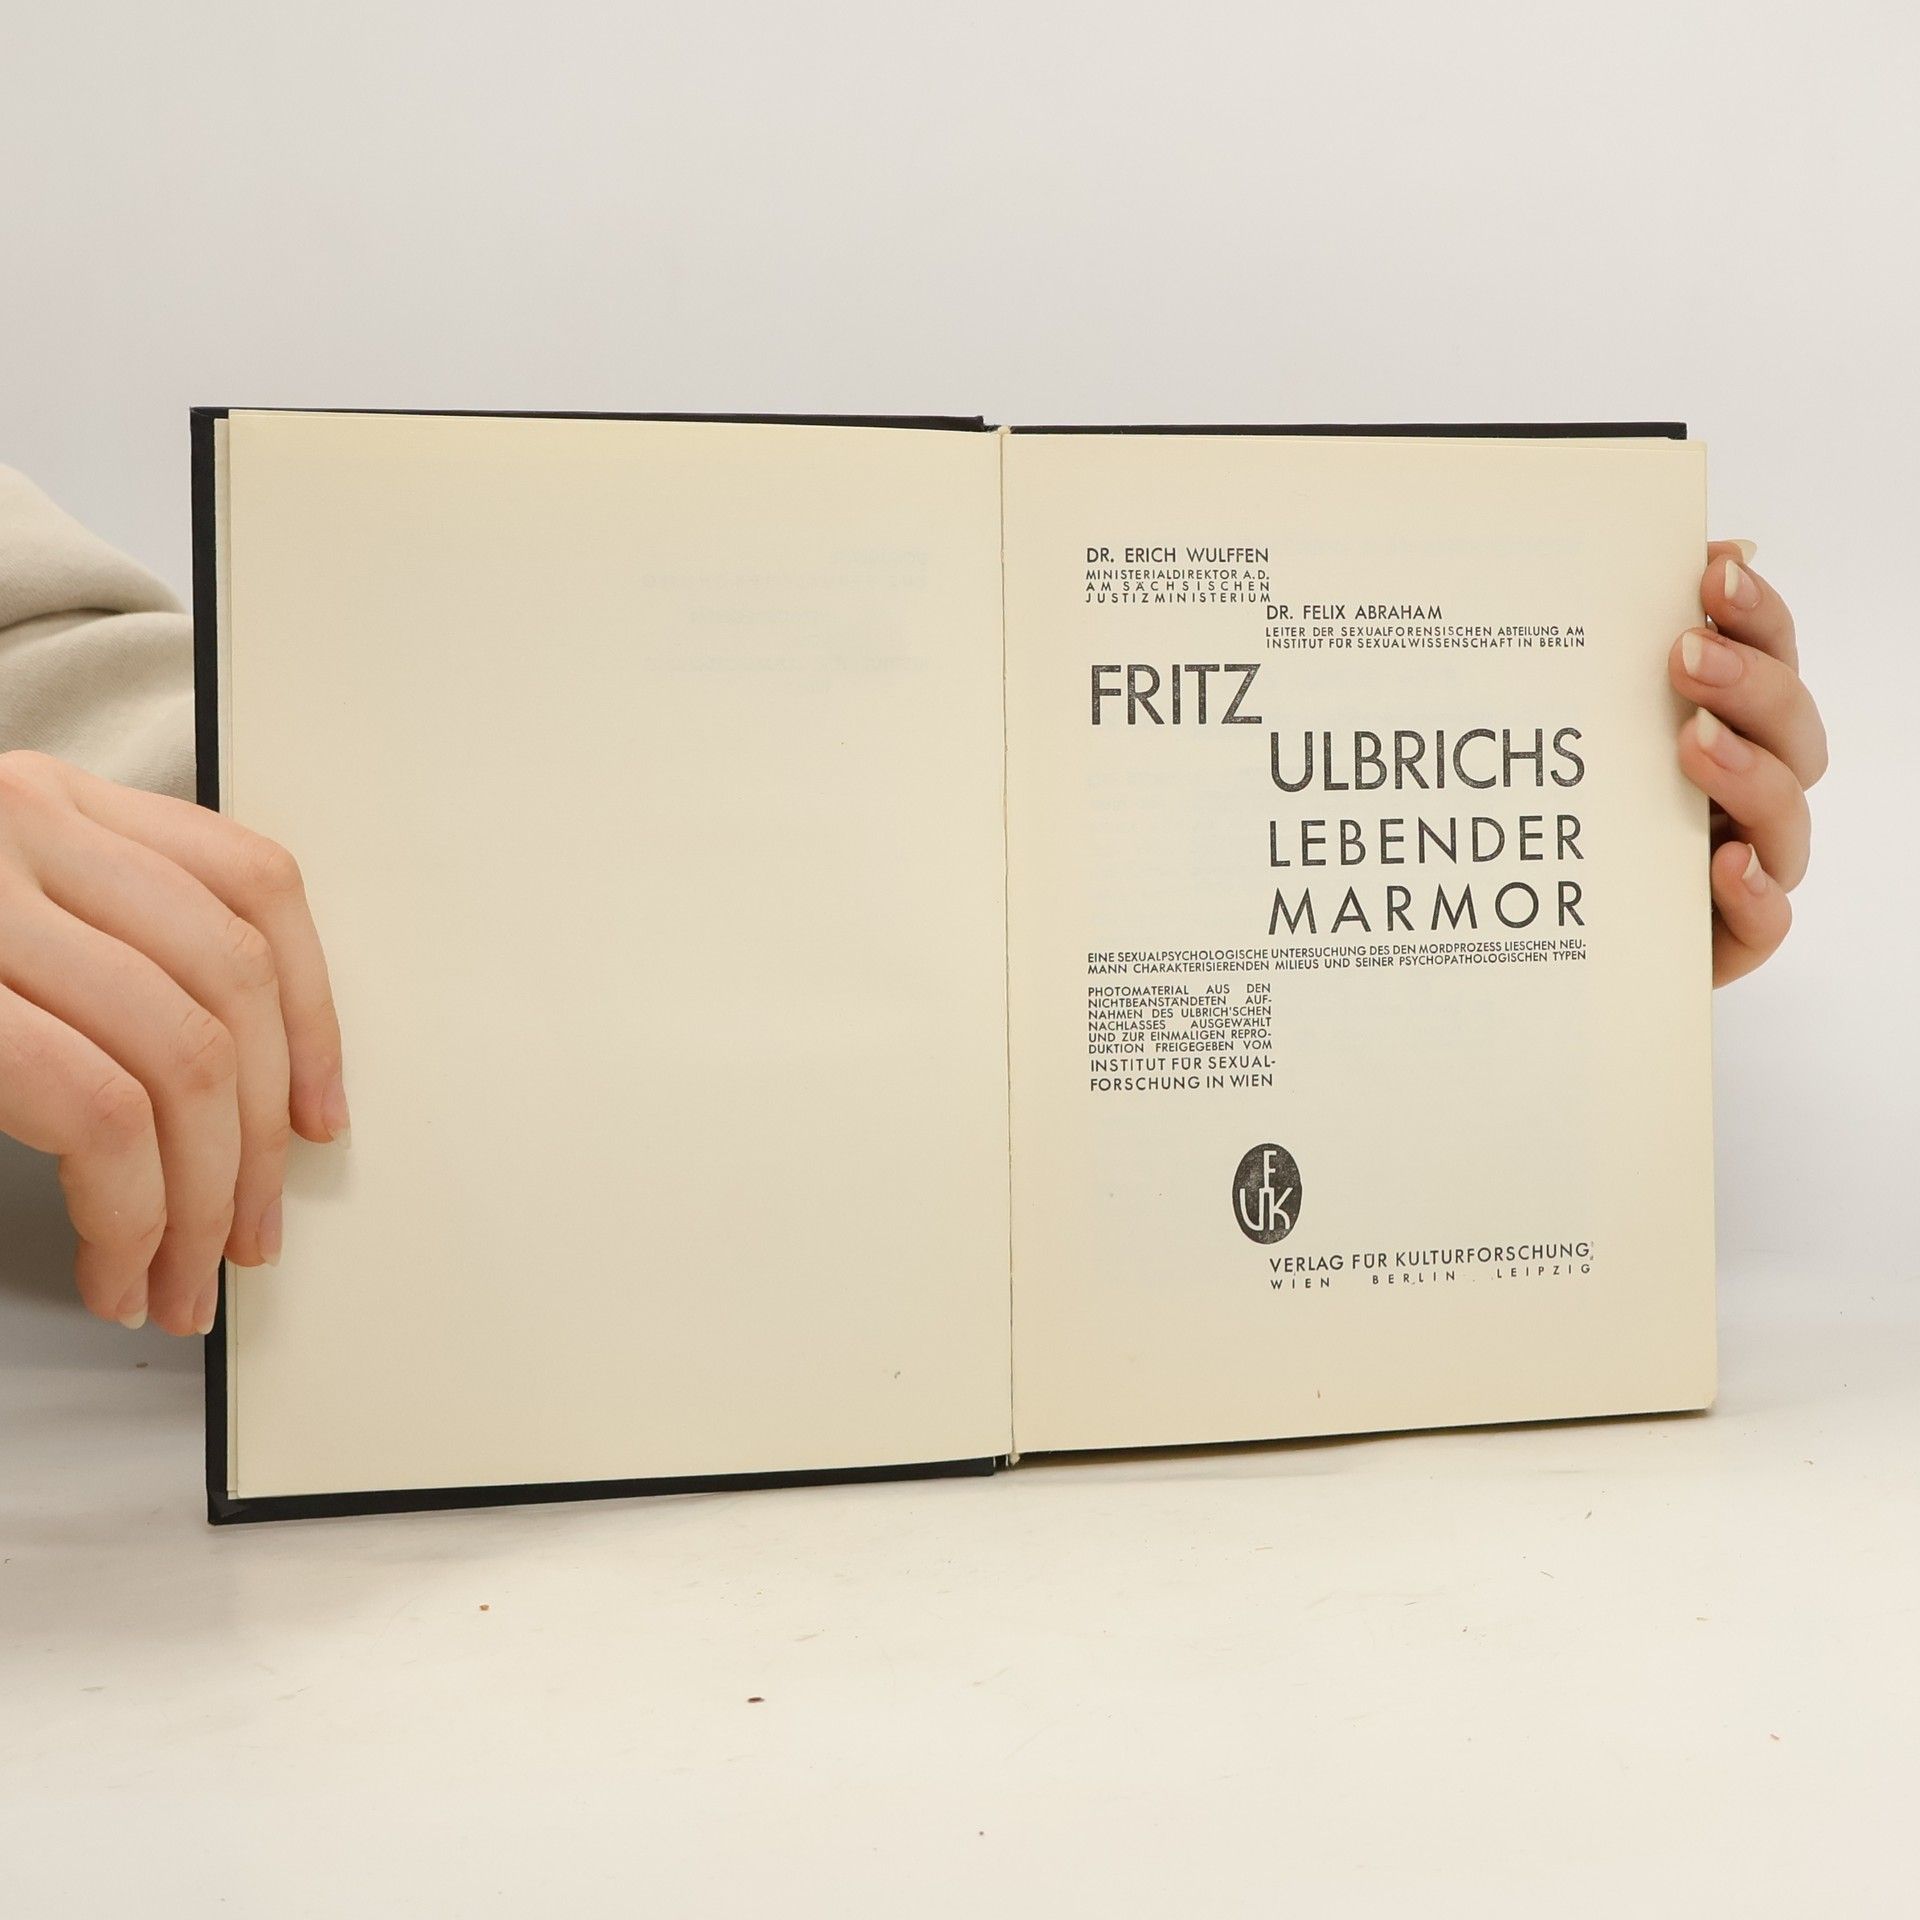 DR. ERICH WULFFEN
MINISTERIALDIREKTOR A.D.
AM SÄCHSISCHEN
JUSTIZMINISTERIUM
DR. FELIX ABRAHAM
LEITER DER SEXUALFORENSISCHEN ABTEILUNG AM
INSTITUT FÜR SEXUALWISSENSCHAFT IN BERLIN
FRITZ
ULBRICHS
LEBENDER
MARMOR
EINE SEXUALPSYCHOLOGISCHE UNTERSUCHUNG DES DEN MORDPROZESS LIESCHEN NEU-
MANN CHARAKTERISIERENDEN MILIEUS UND SEINER PSYCHOPATHOLOGISCHEN TYPEN
PHOTOMATERIAL AUS DEN
NICHTBEANSTÄNDETEN AUF-
NAHMEN DES ULBRICH'SCHEN
NACHLASSES AUSGEWÄHLT
UND ZUR EINMALIGEN REPRO-
DUKTION FREIGEGEBEN VOM
INSTITUT FÜR SEXUAL-
FORSCHUNG IN WIEN
FUK
VERLAG FÜR KULTURFORSCHUNG
WIEN BERLIN LEIPZIG